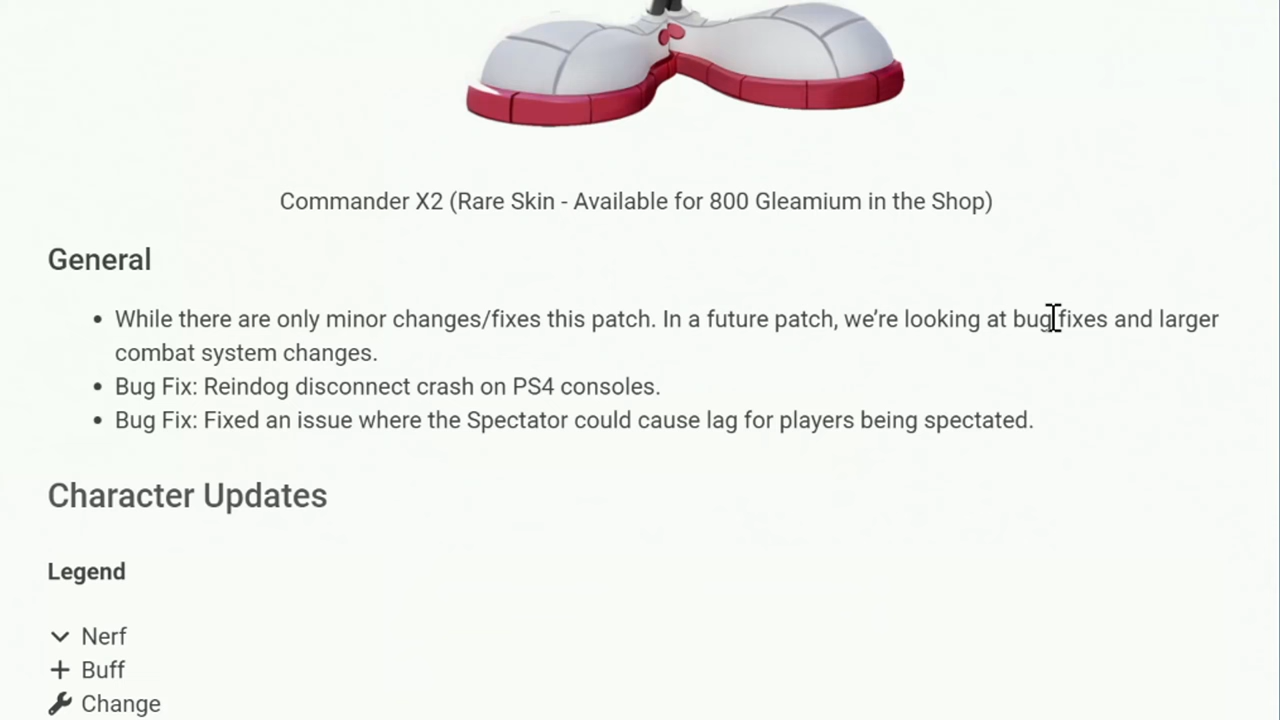 Commander X2 (Rare Skin - Available for 800 Gleamium in the Shop)
General
• While there are only minor changes/fixes this patch. In a future patch, we’re looking at bug fixes and larger
combat system changes.
• Bug Fix: Reindog disconnect crash on PS4 consoles.
• Bug Fix: Fixed an issue where the Spectator could cause lag for players being spectated.
Character Updates
Legend
Nerf
Buff
Change